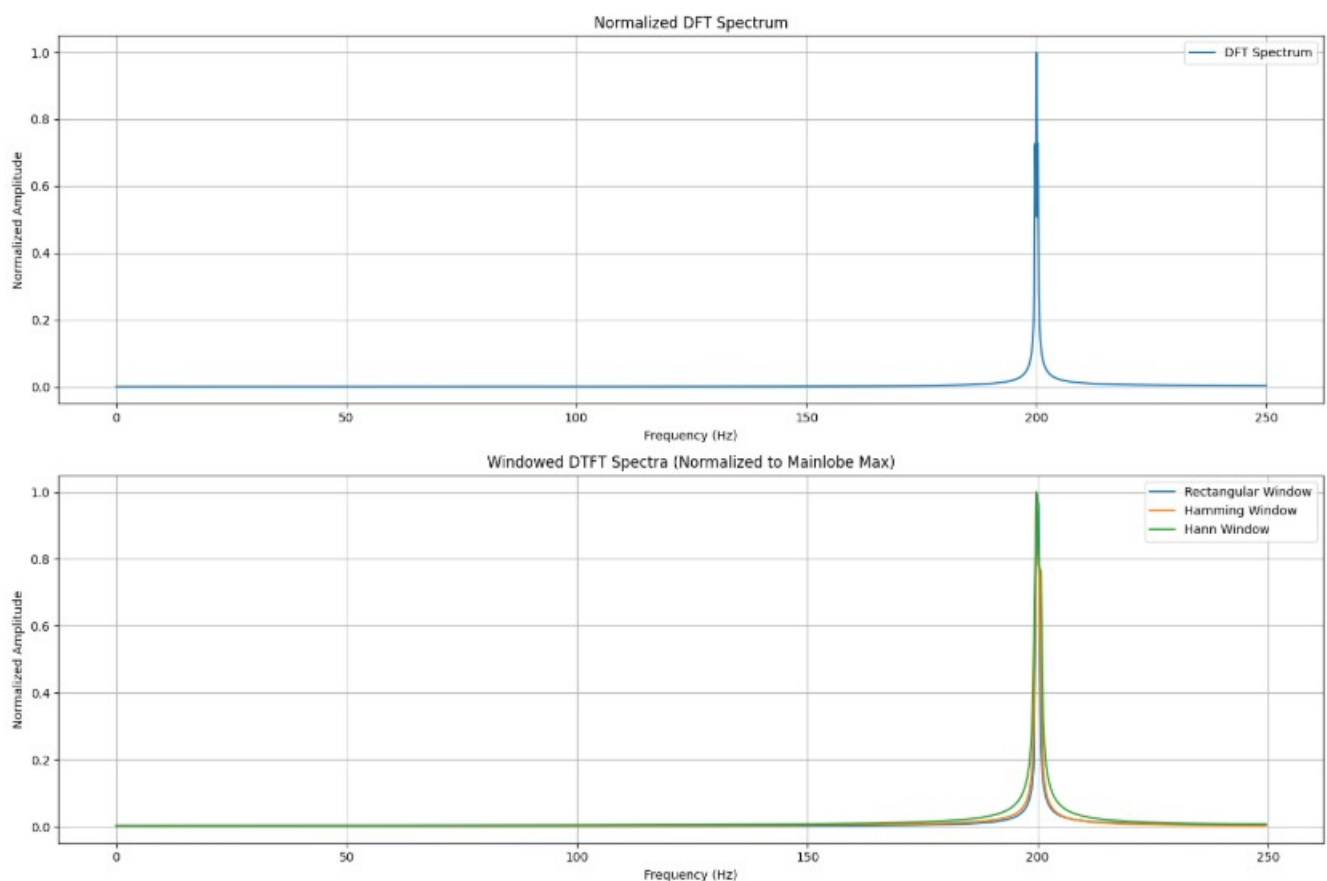 Normalized DFT Spectrum
DFT Spectrum
Normalized Amplitude
1.0
0.8
0.6
0.4
0.2
0.0
0 50 100 150 200 250
Frequency (Hz)
Windowed DTFT Spectra (Normalized to Mainlobe Max)
Rectangular Window
Hamming Window
Hann Window
Normalized Amplitude
1.0
0.8
0.6
0.4
0.2
0.0
0 50 100 150 200 250
Frequency (Hz)